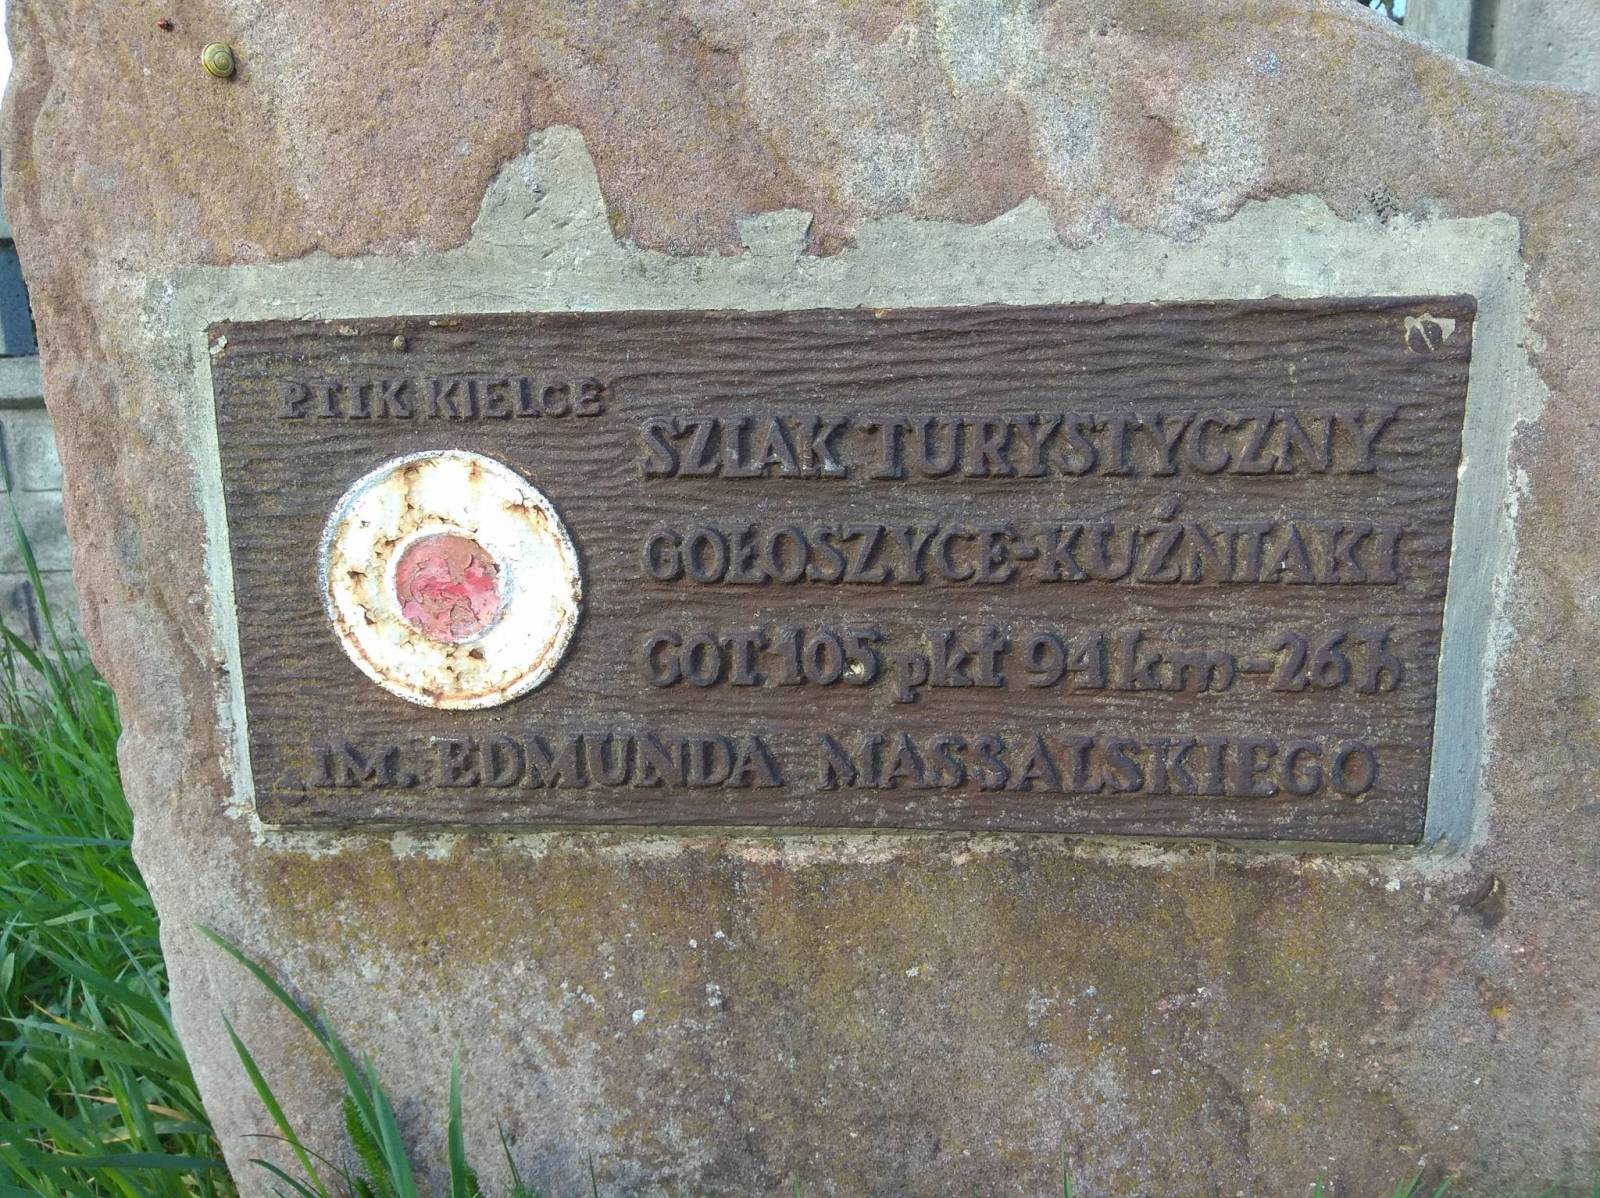 PTTK KIELCE
SZLAK TURYSTYCZNY
GOŁOSZYCE-KUŹNIAKI
GOT.105 pkt 94 km-26 h
IM. EDMUNDA MASSALSKIEGO